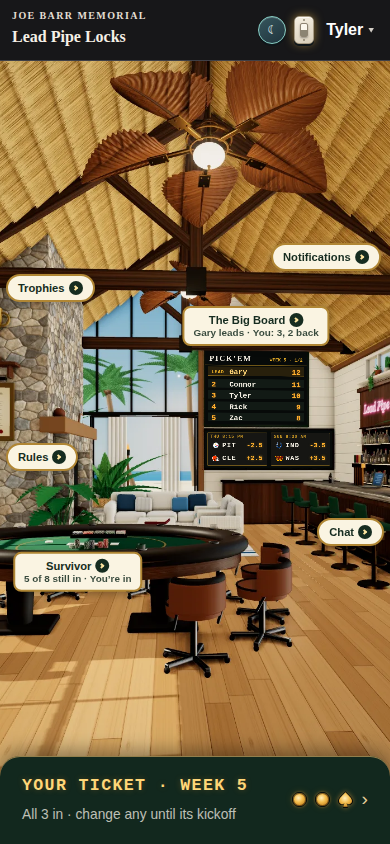 JOE BARR MEMORIAL
Lead Pipe Locks
Tyler
Notifications
Trophies
The Big Board
Gary leads · You: 3, 2 back
PICK'EM
LEAD Gary 12
2 Connor 11
3 Tyler 10
4 Rick 9
5 Zac 8
PIT -2.5
CLE +2.5
IND -3.5
WAS +3.5
Lead Pipe
Rules
Chat
Survivor
5 of 8 still in · You're in
YOUR TICKET · WEEK 5
All 3 in · change any until its kickoff